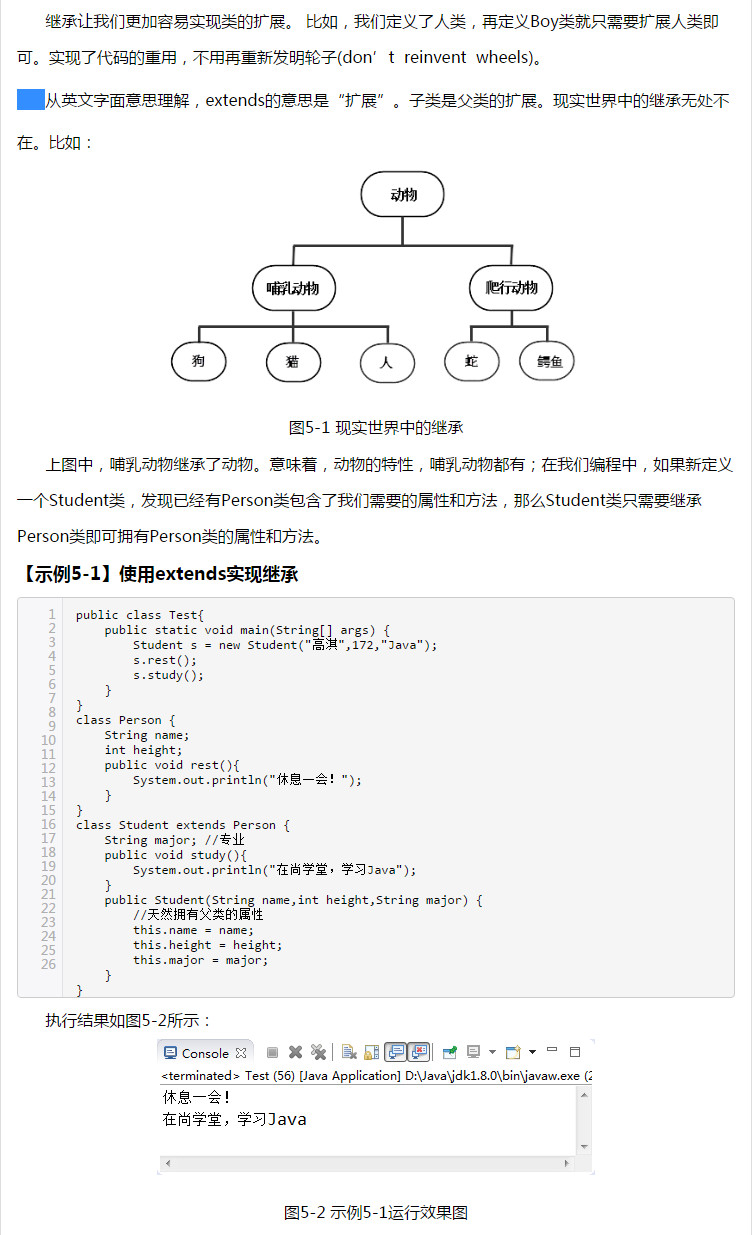 继承让我们更加容易实现类的扩展。 比如，我们定义了人类，再定义Boy类就只需要扩展人类即
可。实现了代码的重用，不用再重新发明轮子(don’t reinvent wheels)。
从英文字面意思理解，extends的意思是“扩展”。子类是父类的扩展。现实世界中的继承无处不
在。比如：
动物
哺乳动物 爬行动物
狗 猫 人 蛇 鳄鱼
图5-1 现实世界中的继承
上图中，哺乳动物继承了动物。意味着，动物的特性，哺乳动物都有；在我们编程中，如果新定义
一个Student类，发现已经有Person类包含了我们需要的属性和方法，那么Student类只需要继承
Person类即可拥有Person类的属性和方法。
【示例5-1】使用extends实现继承
1 public class Test{
2     public static void main(String[] args) {
3         Student s = new Student("高淇",172,"Java");
4         s.rest();
5         s.study();
6     }
7 }
8 class Person {
9     String name;
10     int height;
11     public void rest(){
12         System.out.println("休息一会！");
13     }
14 }
15 class Student extends Person {
16     String major; //专业
17     public void study(){
18         System.out.println("在尚学堂，学习Java");
19     }
20     public Student(String name,int height,String major) {
21         //天然拥有父类的属性
22         this.name = name;
23         this.height = height;
24         this.major = major;
25     }
26 }
执行结果如图5-2所示：
Console
<terminated> Test (56) [Java Application] D:\Java\jdk1.8.0\bin\javaw.exe (2
休息一会！
在尚学堂，学习Java
图5-2 示例5-1运行效果图